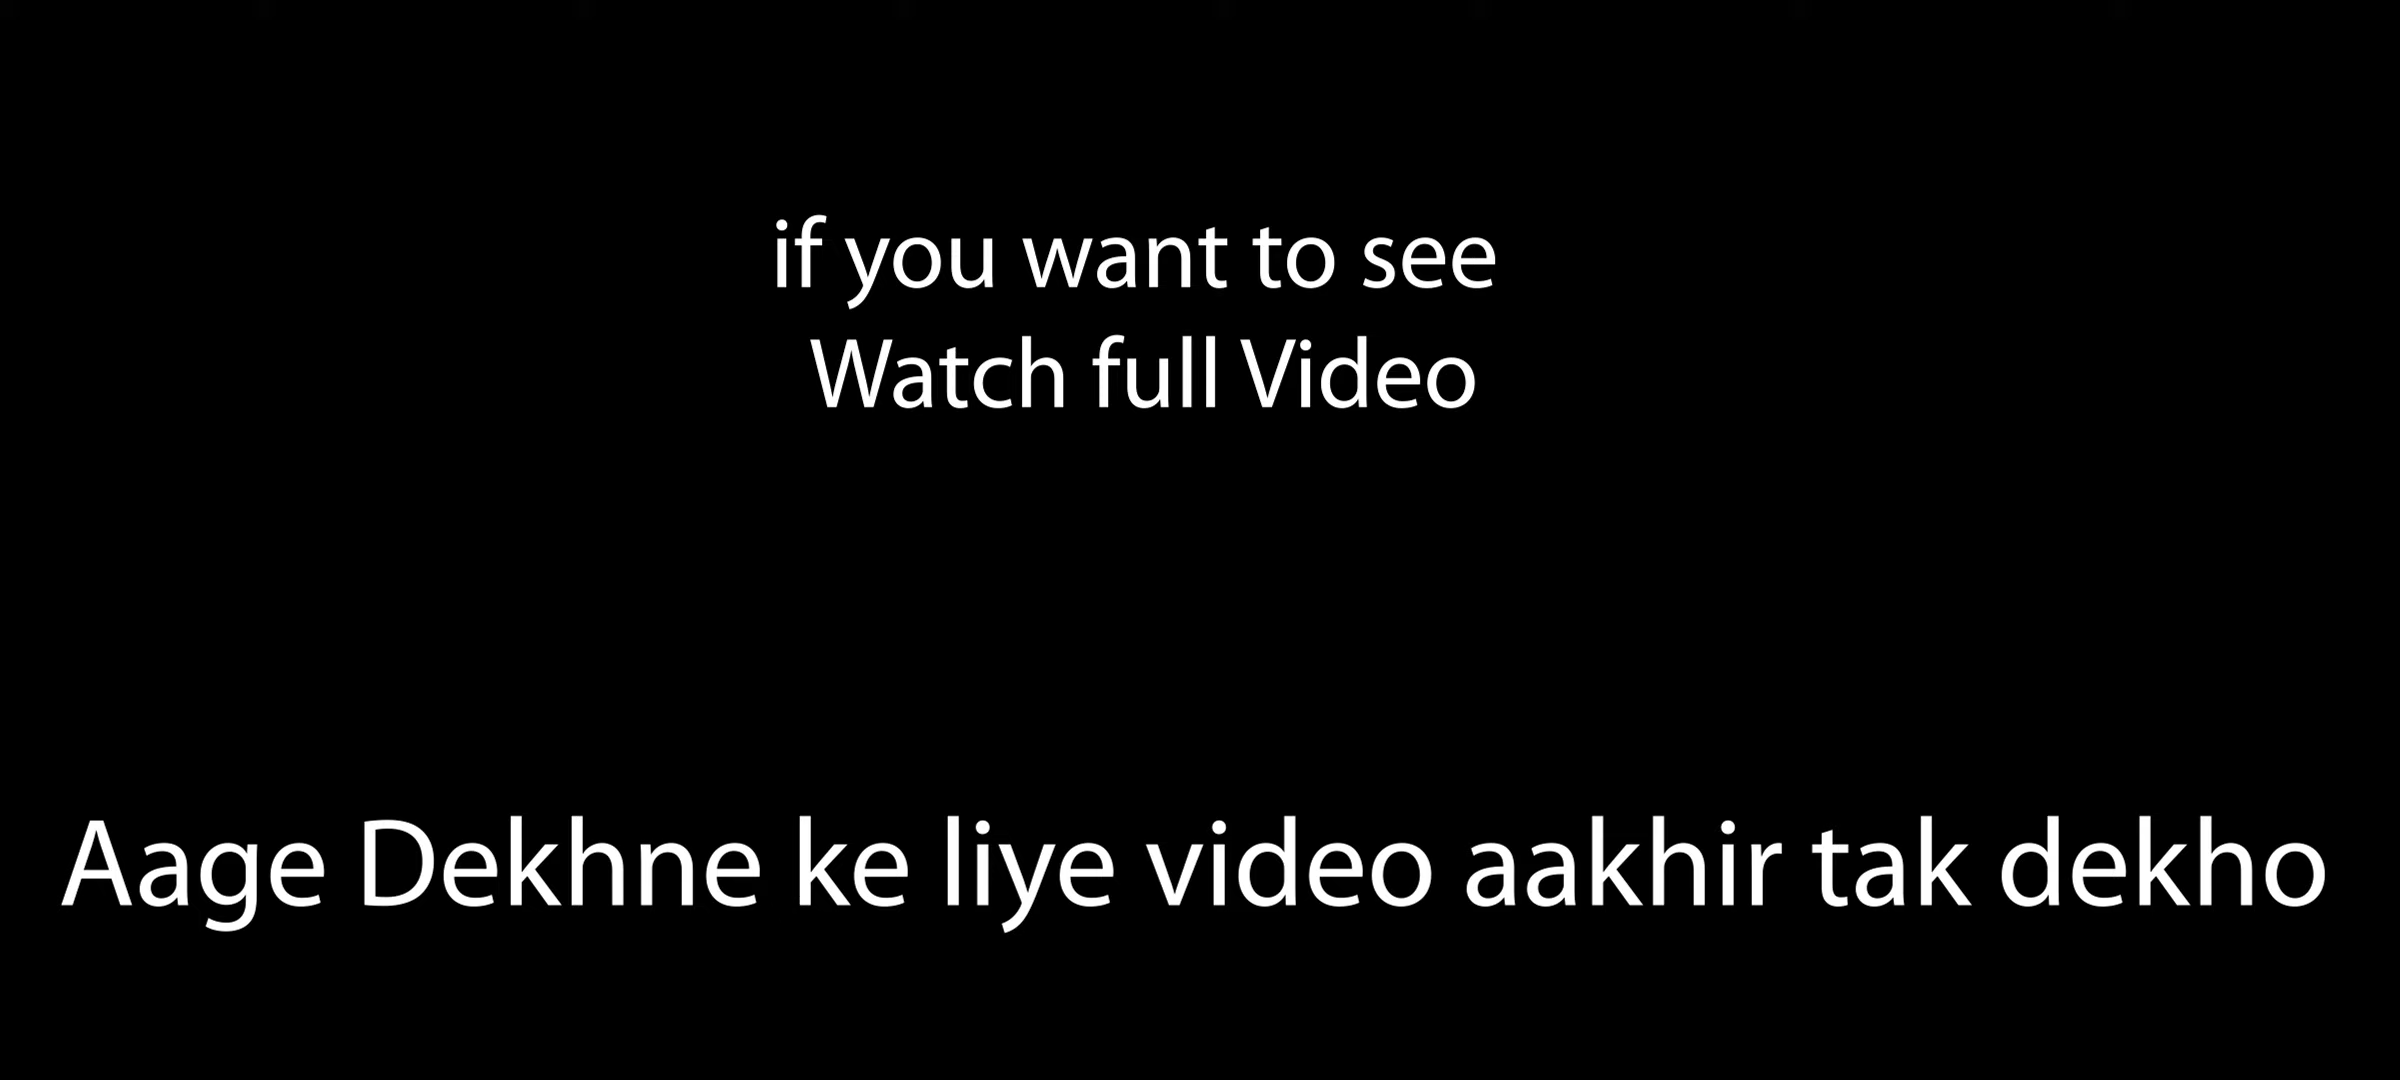 if you want to see
Watch full Video
Aage Dekhne ke liye video aakhir tak dekho